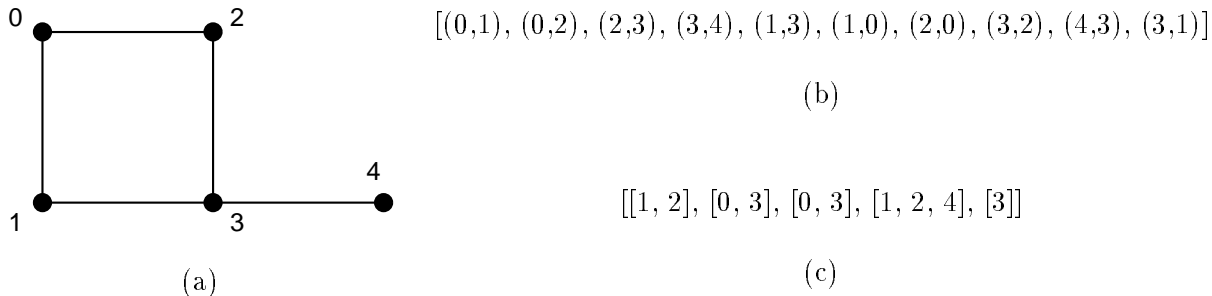 0
2
1
3
4
(a)
[(0,1), (0,2), (2,3), (3,4), (1,3), (1,0), (2,0), (3,2), (4,3), (3,1)]
(b)
[[1, 2], [0, 3], [0, 3], [1, 2, 4], [3]]
(c)